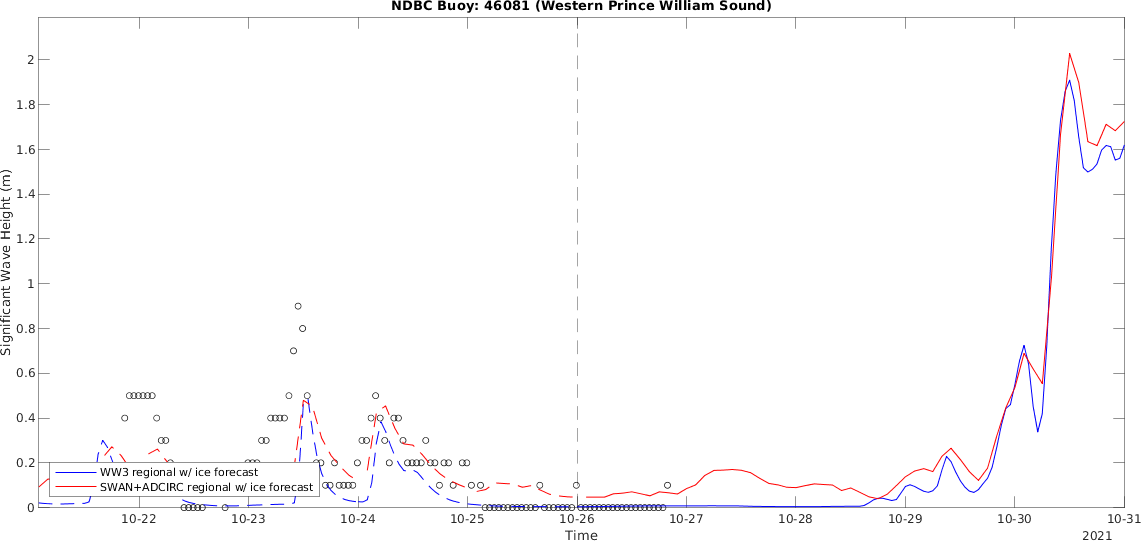 NDBC Buoy: 46081 (Western Prince William Sound)
Significant Wave Height (m)
2
1.8
1.6
1.4
1.2
1
0.8
0.6
0.4
0.2
0
WW3 regional w/ ice forecast
SWAN+ADCIRC regional w/ ice forecast
10-22 10-23 10-24 10-25 10-26 10-27 10-28 10-29 10-30 10-31
Time
2021